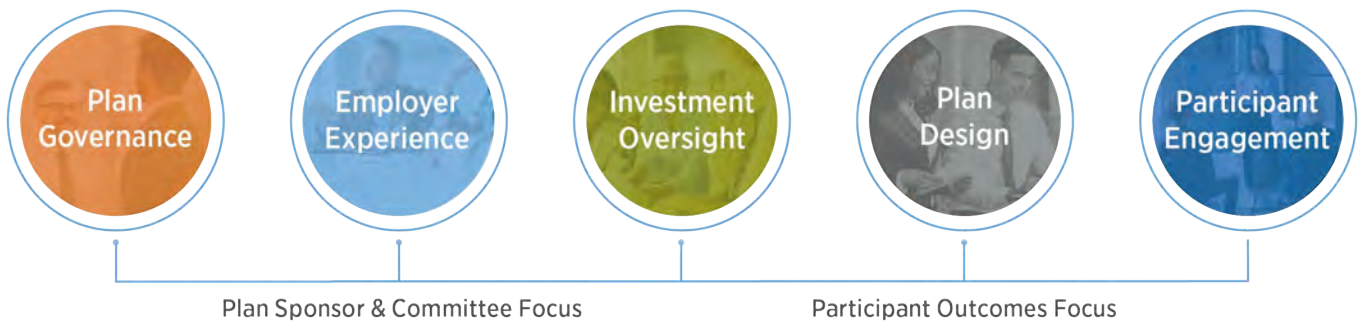 Plan
Governance
Employer
Experience
Investment
Oversight
Plan
Design
Participant
Engagement
Plan Sponsor & Committee Focus
Participant Outcomes Focus